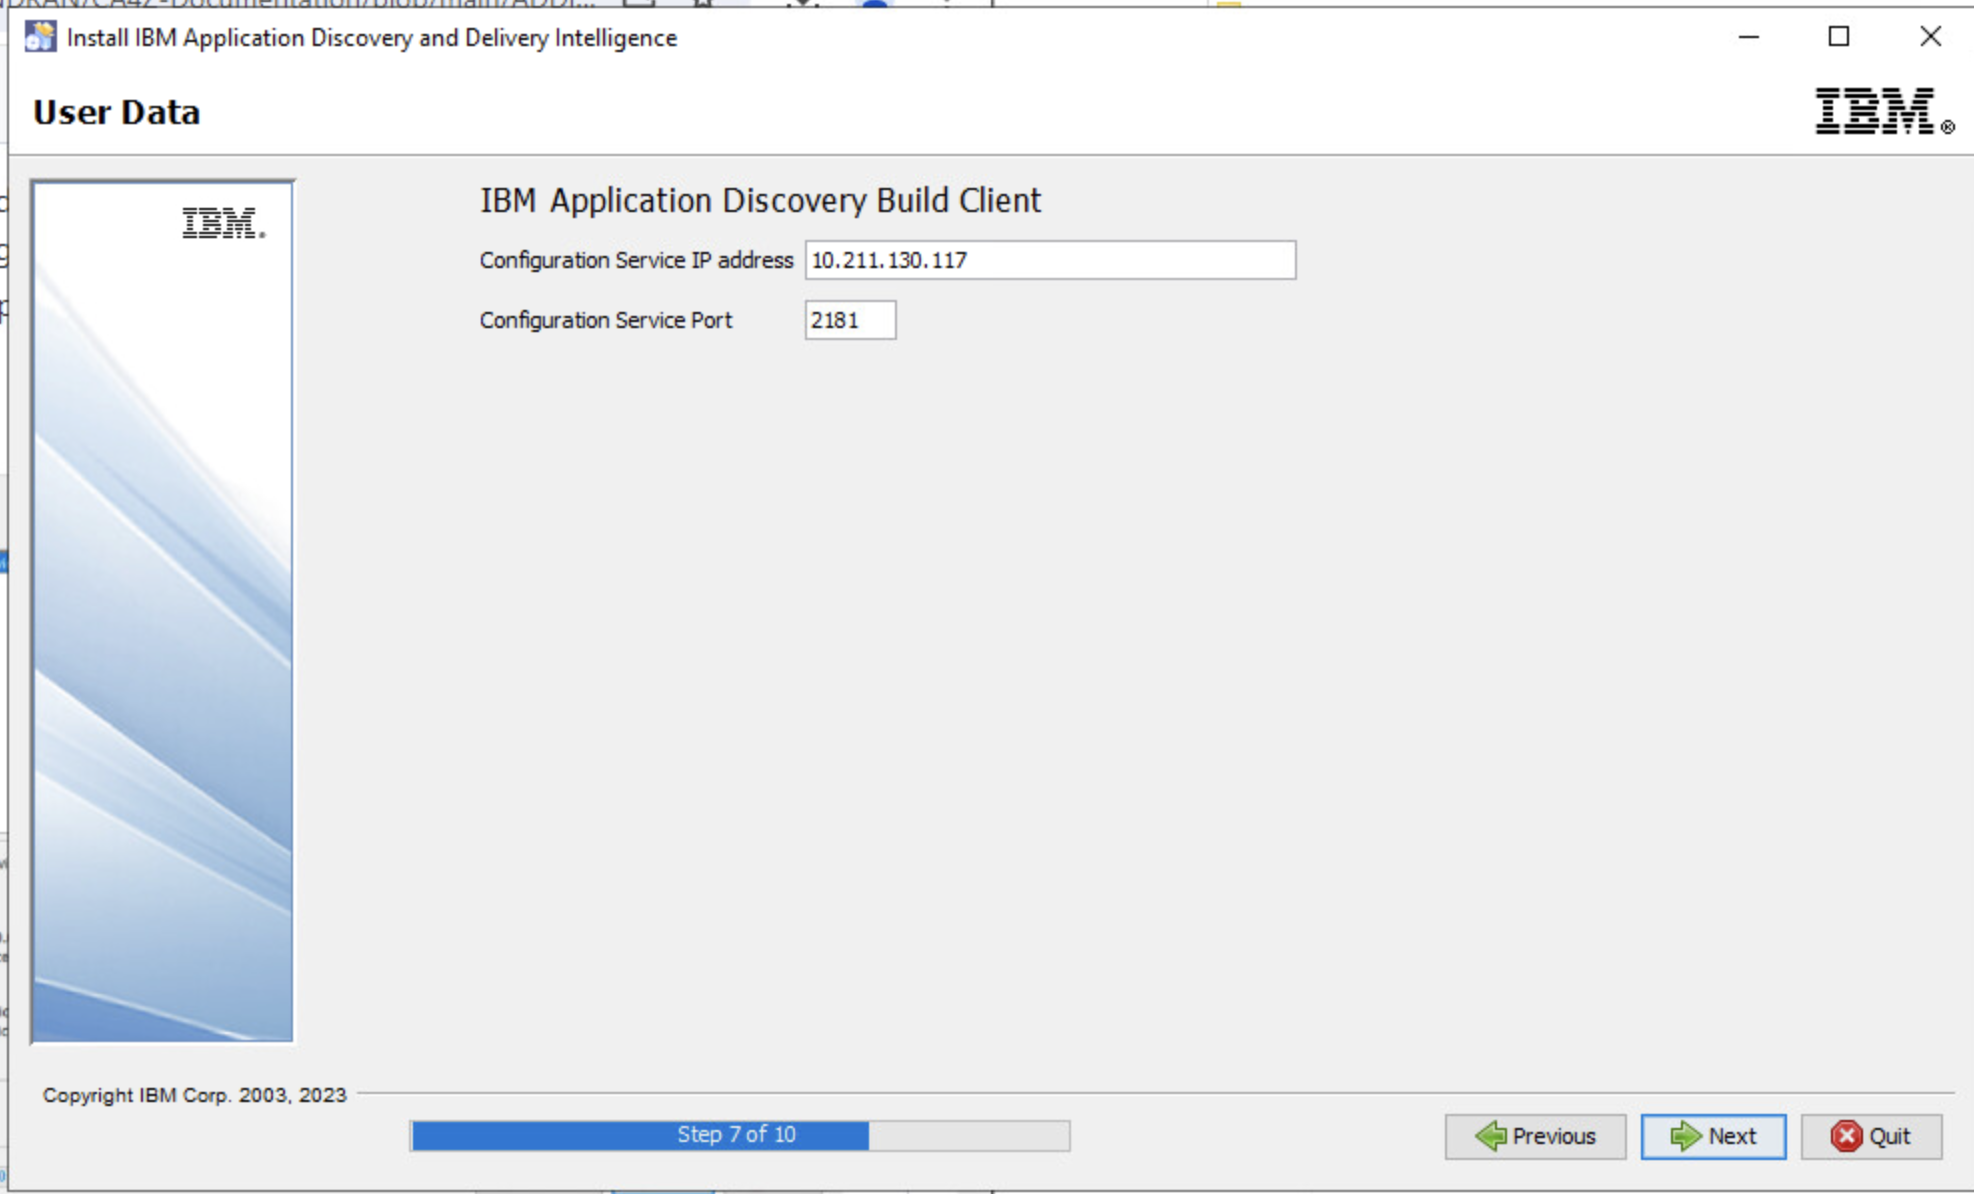 Install IBM Application Discovery and Delivery Intelligence
User Data
IBM®
IBM.
IBM Application Discovery Build Client
Configuration Service IP address 10.211.130.117
Configuration Service Port 2181
Copyright IBM Corp. 2003, 2023
Step 7 of 10
Previous Next Quit